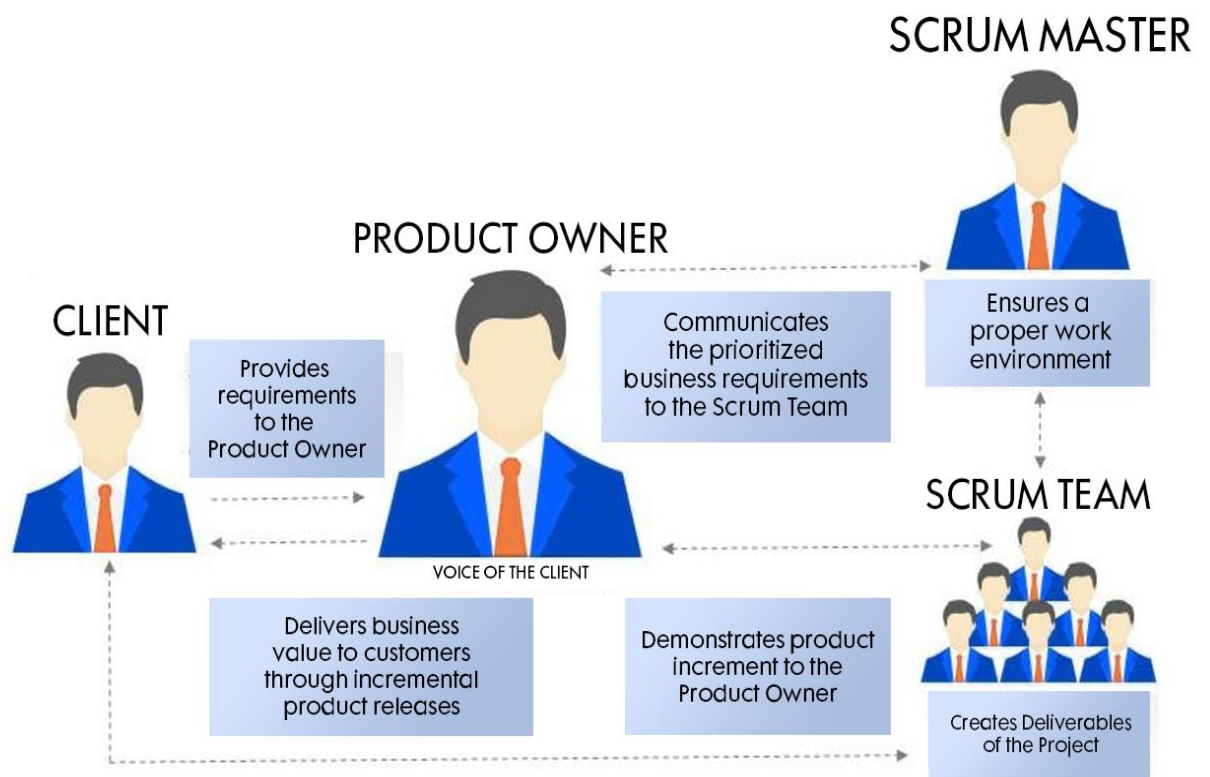 SCRUM MASTER
PRODUCT OWNER
CLIENT
Provides
requirements
to the
Product Owner
Communicates
the prioritized
business requirements
to the Scrum Team
Ensures a
proper work
environment
SCRUM TEAM
VOICE OF THE CLIENT
Delivers business
value to customers
through incremental
product releases
Demonstrates product
increment to the
Product Owner
Creates Deliverables
of the Project